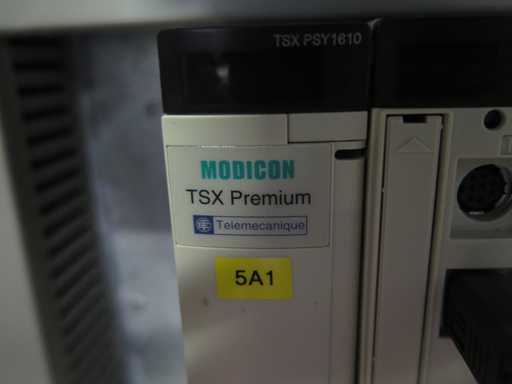 TSX PSY1610
MODICON
TSX Premium
Telemecanique
5A1